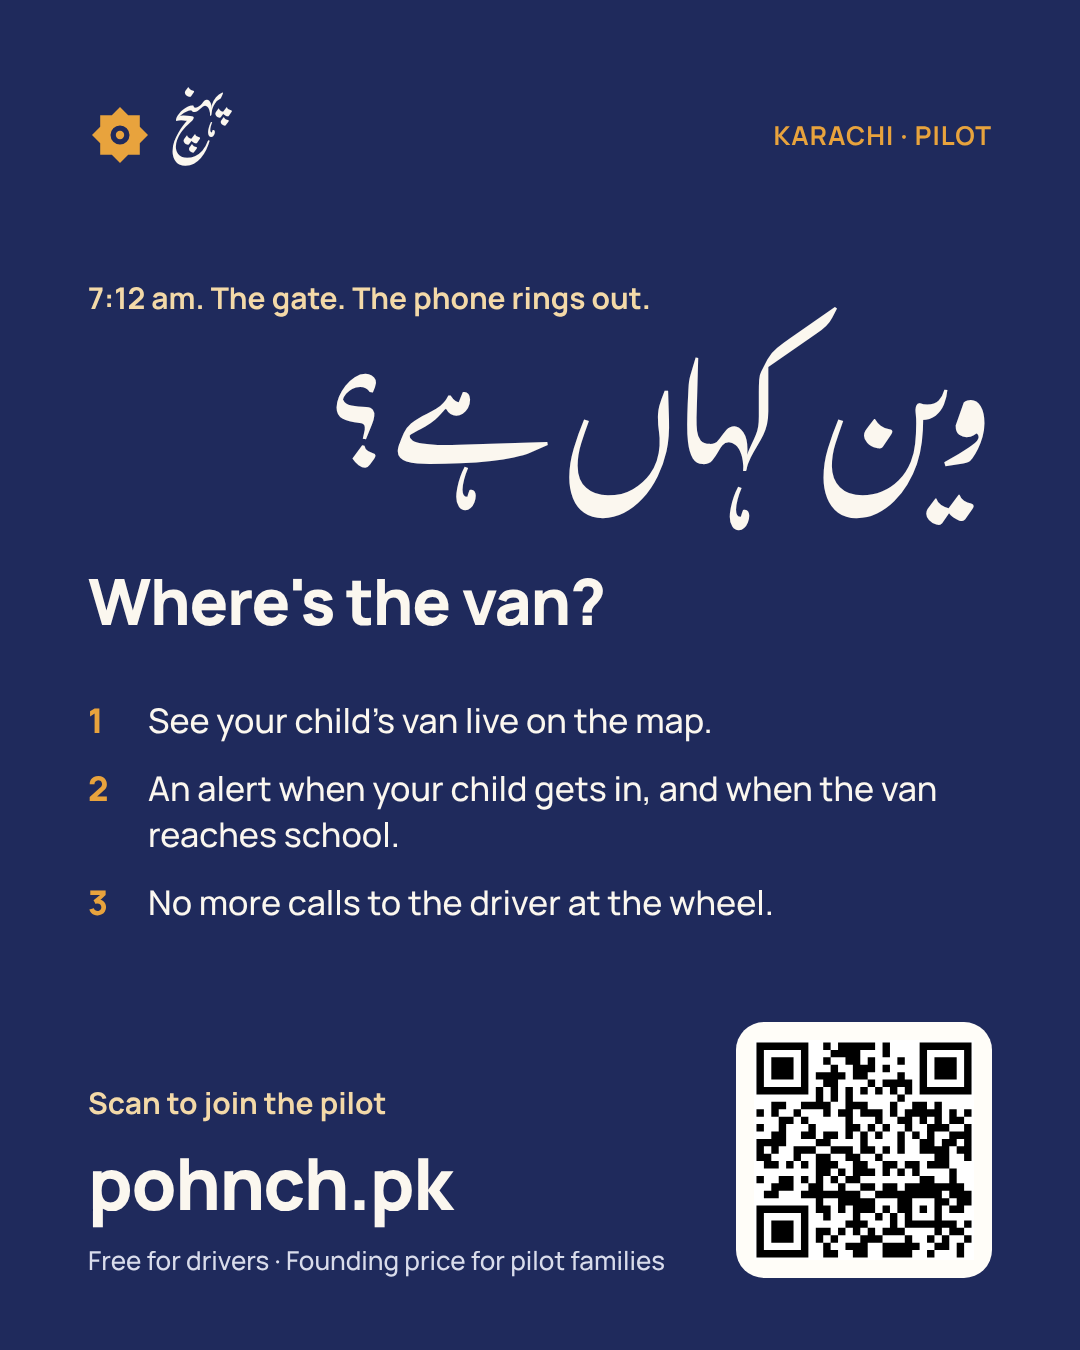 پہنچ
KARACHI · PILOT
7:12 am. The gate. The phone rings out.
وین کہاں ہے؟
Where's the van?
1 See your child’s van live on the map.
2 An alert when your child gets in, and when the van
reaches school.
3 No more calls to the driver at the wheel.
Scan to join the pilot
pohnch.pk
Free for drivers · Founding price for pilot families